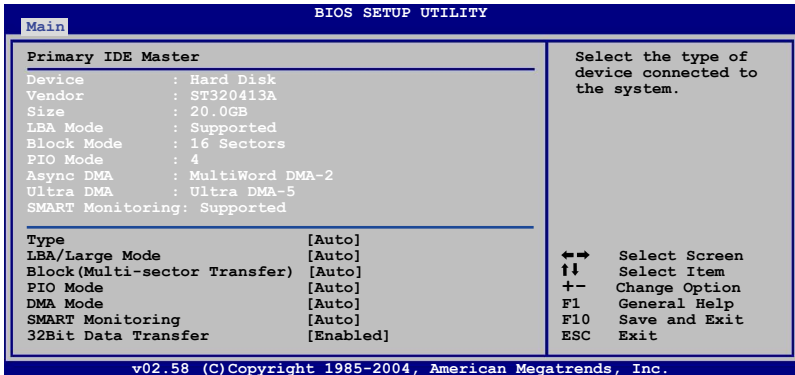 BIOS SETUP UTILITY
Main
Primary IDE Master
Device : Hard Disk
Vendor : ST320413A
Size : 20.0GB
LBA Mode : Supported
Block Mode : 16 Sectors
PIO Mode : 4
Async DMA : MultiWord DMA-2
Ultra DMA : Ultra DMA-5
SMART Monitoring: Supported
Type [Auto]
LBA/Large Mode [Auto]
Block(Multi-sector Transfer) [Auto]
PIO Mode [Auto]
DMA Mode [Auto]
SMART Monitoring [Auto]
32Bit Data Transfer [Enabled]
Select the type of
device connected to
the system.
←→ Select Screen
↑↓ Select Item
+- Change Option
F1 General Help
F10 Save and Exit
ESC Exit
v02.58 (C)Copyright 1985-2004, American Megatrends, Inc.